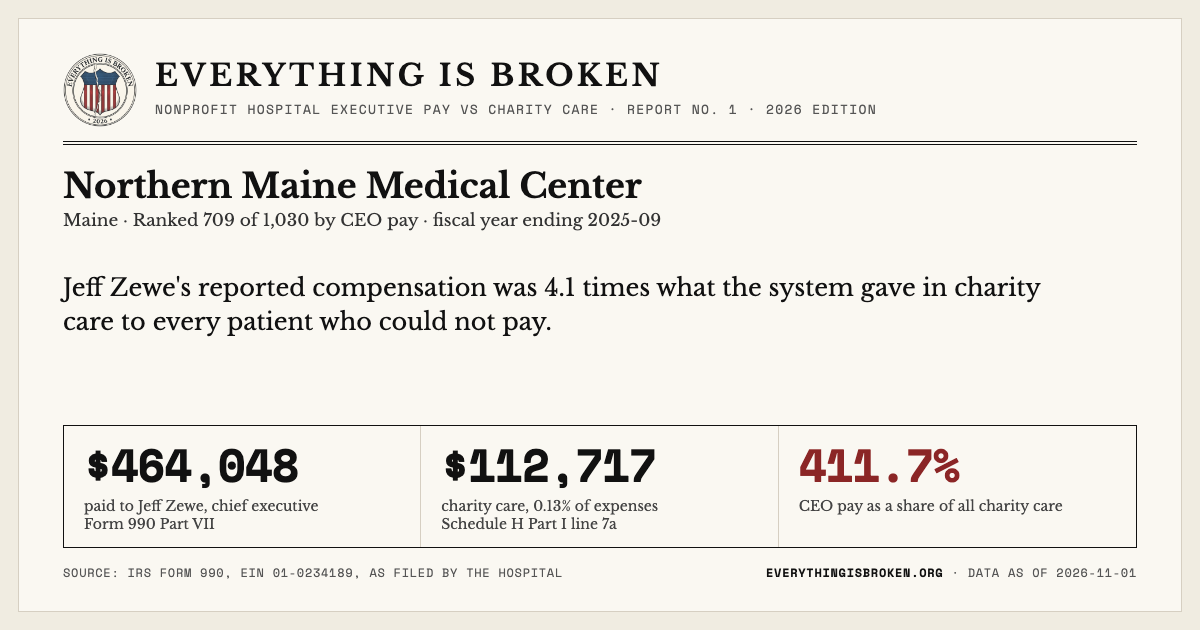 EVERYTHING IS BROKEN
2026
EVERYTHING IS BROKEN
NONPROFIT HOSPITAL EXECUTIVE PAY VS CHARITY CARE · REPORT NO. 1 · 2026 EDITION
Northern Maine Medical Center
Maine · Ranked 709 of 1,030 by CEO pay · fiscal year ending 2025-09
Jeff Zewe's reported compensation was 4.1 times what the system gave in charity
care to every patient who could not pay.
$464,048
paid to Jeff Zewe, chief executive
Form 990 Part VII
$112,717
charity care, 0.13% of expenses
Schedule H Part I line 7a
411.7%
CEO pay as a share of all charity care
SOURCE: IRS FORM 990, EIN 01-0234189, AS FILED BY THE HOSPITAL
EVERYTHINGISBROKEN.ORG · DATA AS OF 2026-11-01